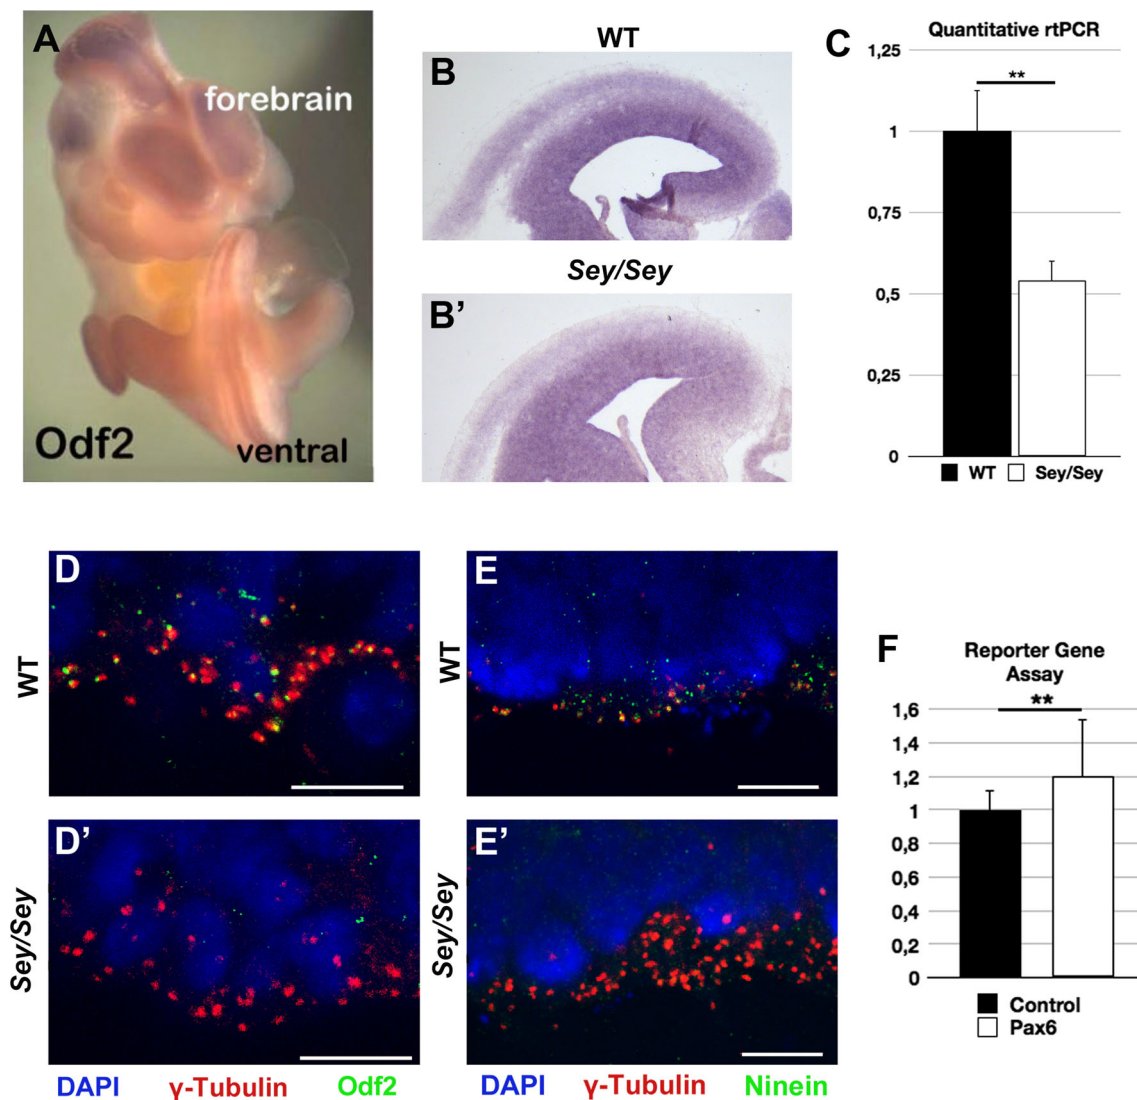 A
forebrain
Odf2
ventral
WT
B
Sey/Sey
B’
C
Quantitative rtPCR
1,25
**
1
0,75
0,5
0,25
0
WT Sey/Sey
D
WT
E
WT
D’
Sey/Sey
E’
Sey/Sey
DAPI γ-Tubulin Odf2
DAPI γ-Tubulin Ninein
F
Reporter Gene
Assay
1,6
**
1,4
1,2
1
0,8
0,6
0,4
0,2
0
Control
Pax6